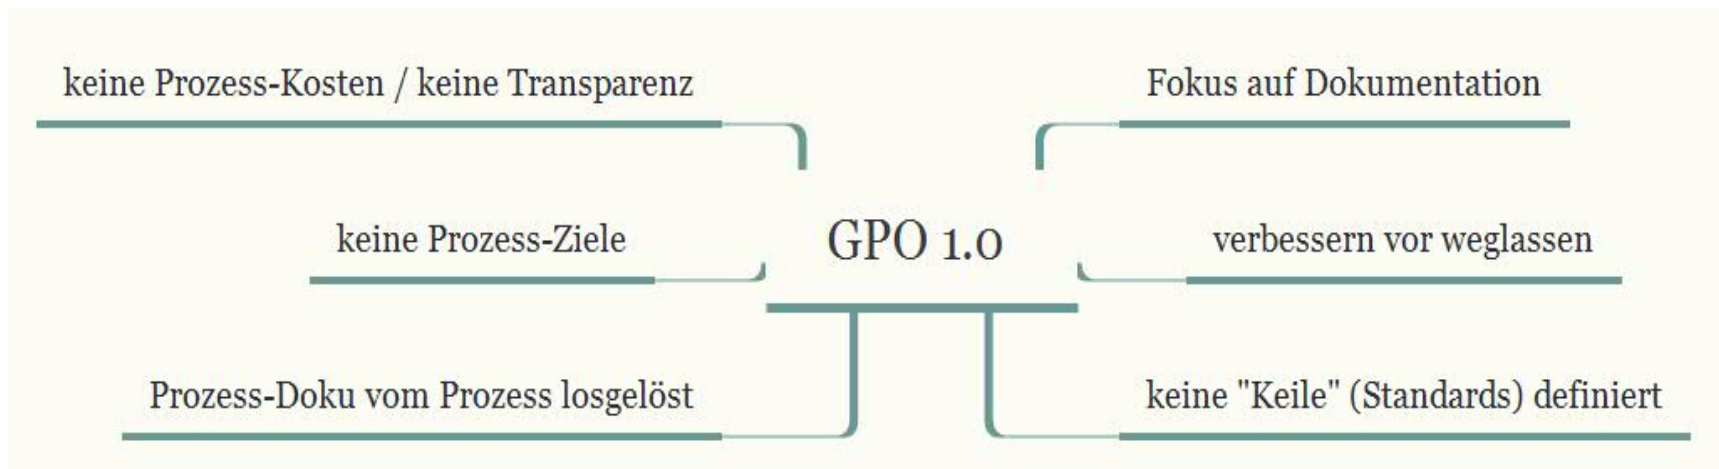 keine Prozess-Kosten / keine Transparenz
Fokus auf Dokumentation
keine Prozess-Ziele
GPO 1.0
verbessern vor weglassen
Prozess-Doku vom Prozess losgelöst
keine "Keile" (Standards) definiert